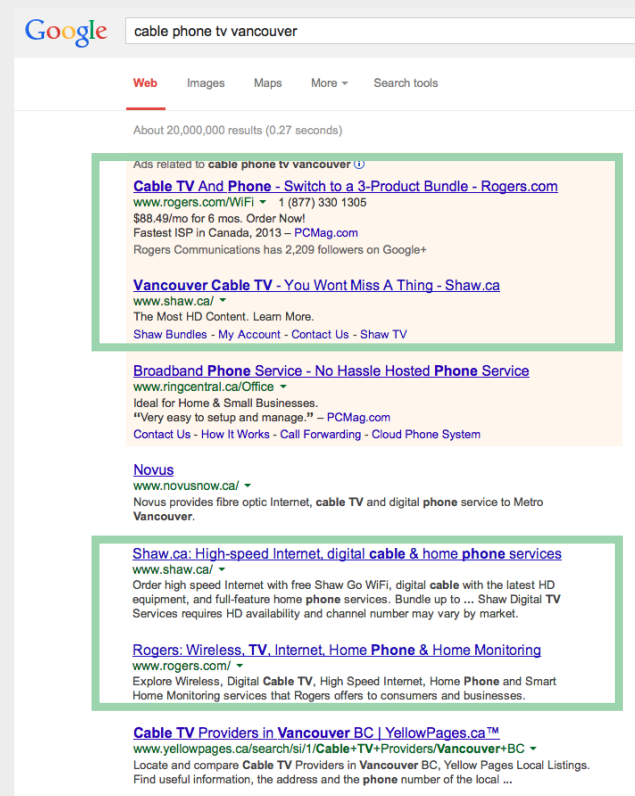 Google
cable phone tv vancouver
Web Images Maps More Search tools
About 20,000,000 results (0.27 seconds)
Ads related to cable phone tv vancouver
Cable TV And Phone - Switch to a 3-Product Bundle - Rogers.com
www.rogers.com/WiFi 1 (877) 330 1305
$88.49/mo for 6 mos. Order Now!
Fastest ISP in Canada, 2013 – PCMag.com
Rogers Communications has 2,209 followers on Google+
Vancouver Cable TV - You Wont Miss A Thing - Shaw.ca
www.shaw.ca/
The Most HD Content. Learn More.
Shaw Bundles - My Account - Contact Us - Shaw TV
Broadband Phone Service - No Hassle Hosted Phone Service
www.ringcentral.ca/Office
Ideal for Home & Small Businesses.
“Very easy to setup and manage.” – PCMag.com
Contact Us - How It Works - Call Forwarding - Cloud Phone System
Novus
www.novusnow.ca/
Novus provides fibre optic Internet, cable TV and digital phone service to Metro
Vancouver.
Shaw.ca: High-speed Internet, digital cable & home phone services
www.shaw.ca/
Order high speed Internet with free Shaw Go WiFi, digital cable with the latest HD
equipment, and full-feature home phone services. Bundle up to ... Shaw Digital TV
Services requires HD availability and channel number may vary by market.
Rogers: Wireless, TV, Internet, Home Phone & Home Monitoring
www.rogers.com/
Explore Wireless, Digital Cable TV, High Speed Internet, Home Phone and Smart
Home Monitoring services that Rogers offers to consumers and businesses.
Cable TV Providers in Vancouver BC | YellowPages.ca™
www.yellowpages.ca/search/si/1/Cable+TV+Providers/Vancouver+BC
Locate and compare Cable TV Providers in Vancouver BC, Yellow Pages Local Listings.
Find useful information, the address and the phone number of the local ...